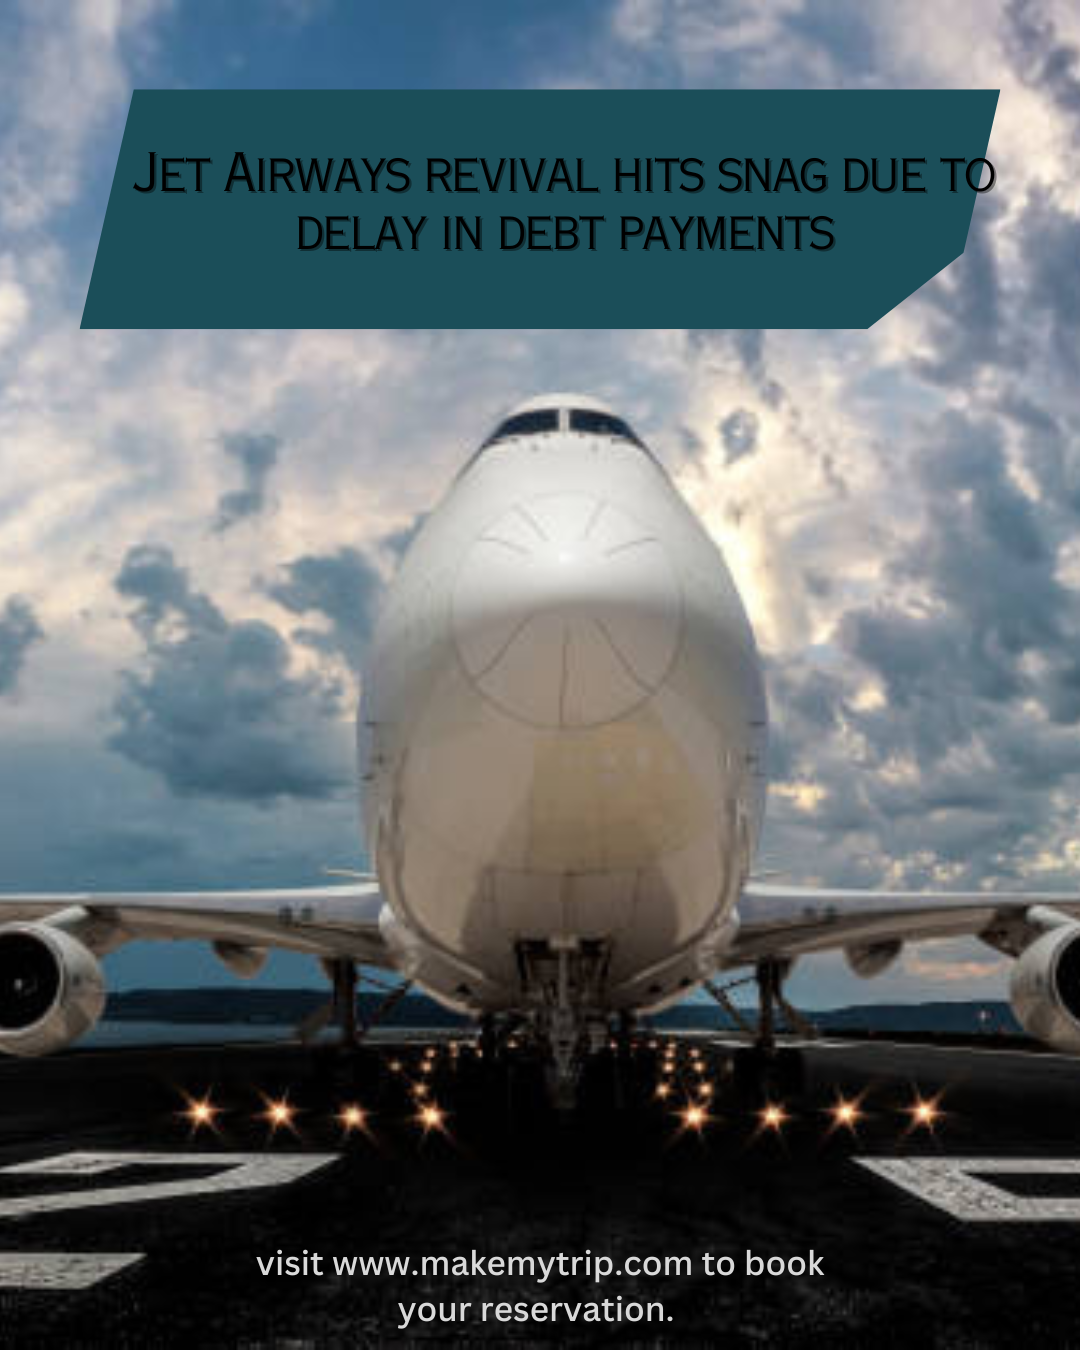 Jet Airways revival hits snag due to
delay in debt payments
visit www.makemytrip.com to book
your reservation.